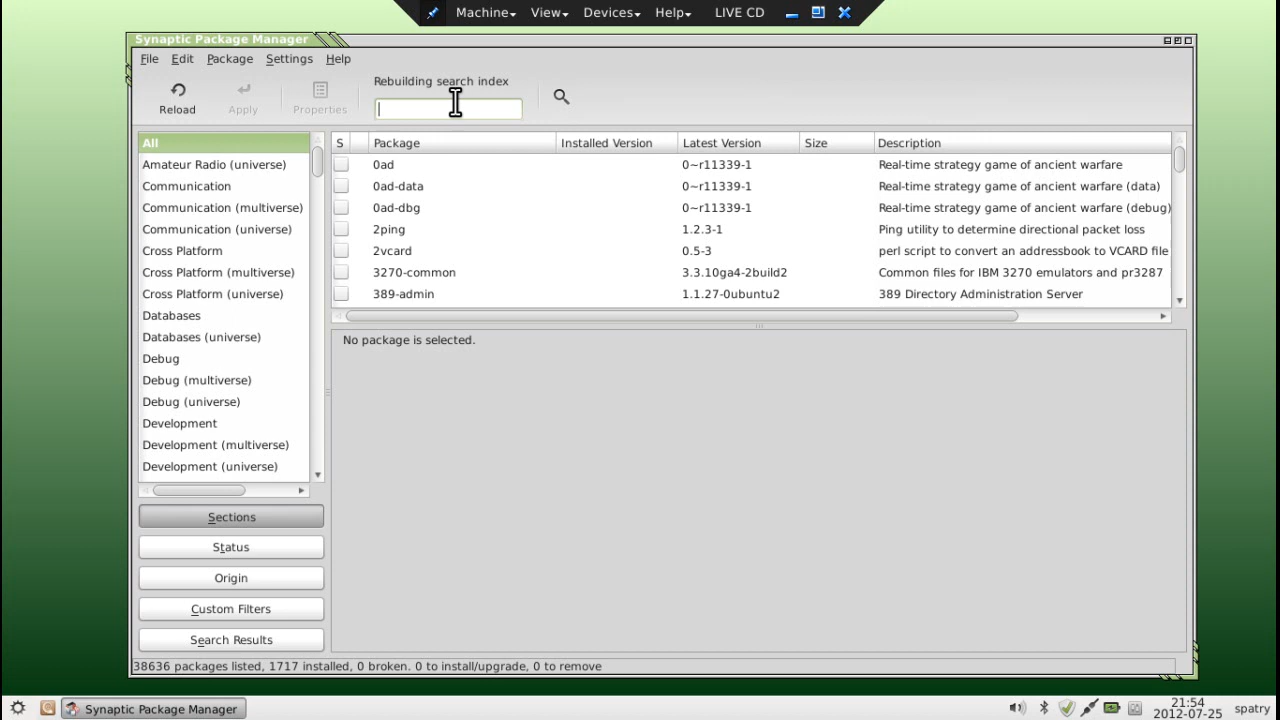 Machine View Devices Help LIVE CD
Synaptic Package Manager
File Edit Package Settings Help
Rebuilding search index
Reload Apply Properties
All
Amateur Radio (universe)
Communication
Communication (multiverse)
Communication (universe)
Cross Platform
Cross Platform (multiverse)
Cross Platform (universe)
Databases
Databases (universe)
Debug
Debug (multiverse)
Debug (universe)
Development
Development (multiverse)
Development (universe)
S Package Installed Version Latest Version Size Description
0ad 0~r11339-1 Real-time strategy game of ancient warfare
0ad-data 0~r11339-1 Real-time strategy game of ancient warfare (data)
0ad-dbg 0~r11339-1 Real-time strategy game of ancient warfare (debug)
2ping 1.2.3-1 Ping utility to determine directional packet loss
2vcard 0.5-3 perl script to convert an addressbook to VCARD file
3270-common 3.3.10ga4-2build2 Common files for IBM 3270 emulators and pr3287
389-admin 1.1.27-0ubuntu2 389 Directory Administration Server
No package is selected.
Sections
Status
Origin
Custom Filters
Search Results
38636 packages listed, 1717 installed, 0 broken. 0 to install/upgrade, 0 to remove
Synaptic Package Manager
21:54
2012-07-25
spatry